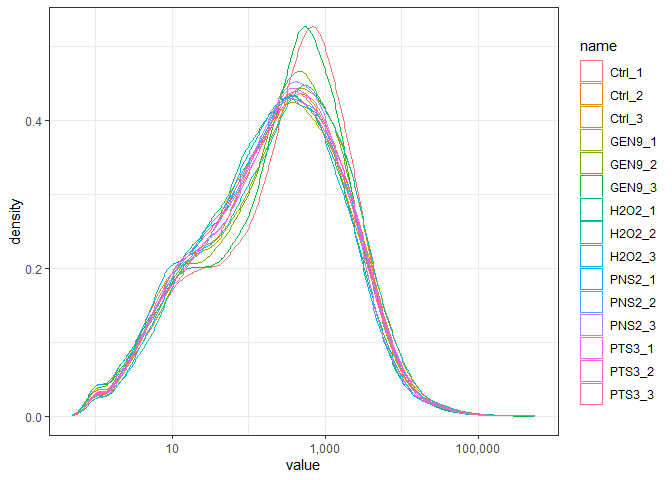 name
Ctrl_1
Ctrl_2
Ctrl_3
GEN9_1
GEN9_2
GEN9_3
H2O2_1
H2O2_2
H2O2_3
PNS2_1
PNS2_2
PNS2_3
PTS3_1
PTS3_2
PTS3_3
density
0.4
0.2
0.0
10
1,000
100,000
value